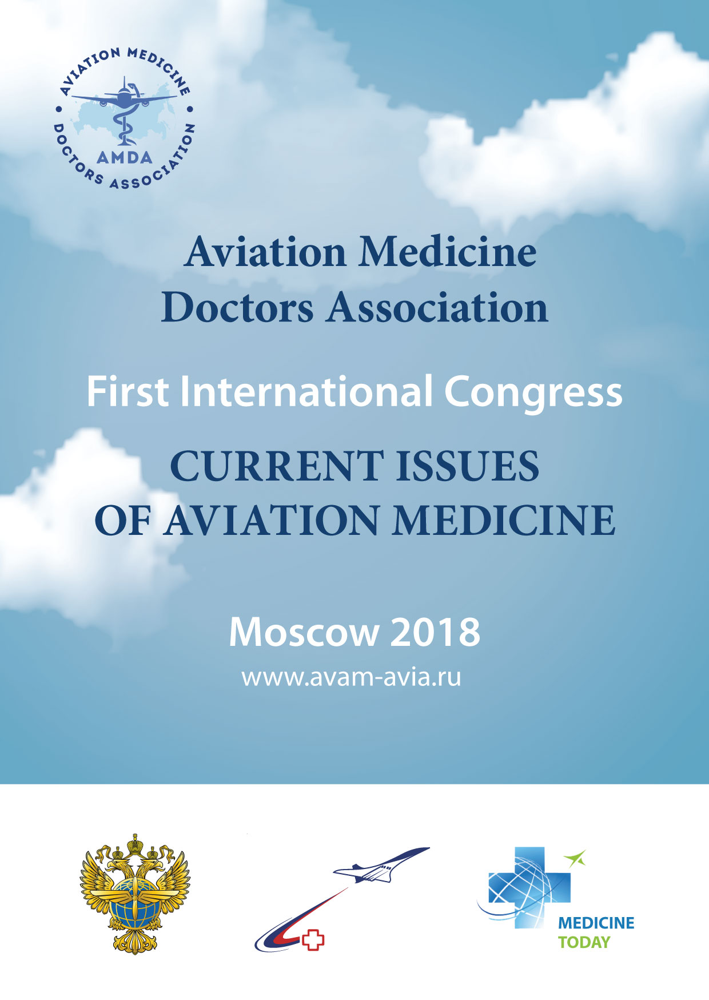 AVIATION MEDICINE
DOCTORS ASSOCIATION
AMDA
Aviation Medicine
Doctors Association
First International Congress
CURRENT ISSUES
OF AVIATION MEDICINE
Moscow 2018
www.avam-avia.ru
MEDICINE
TODAY